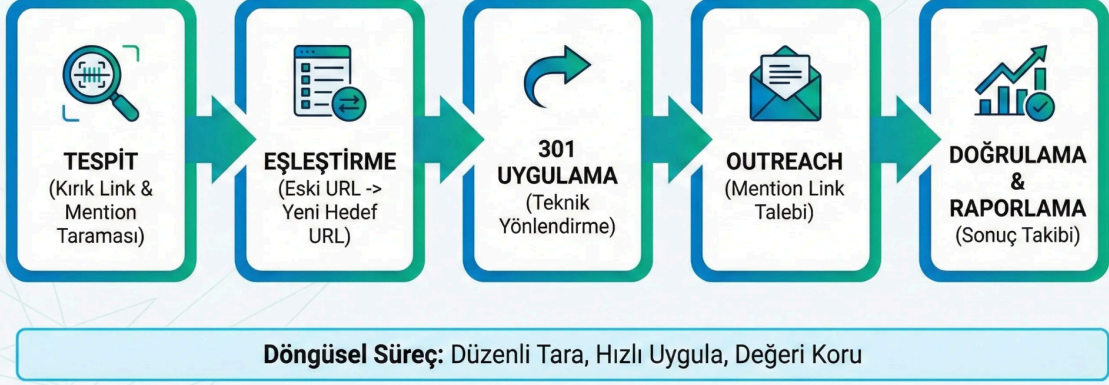 TESPİT
(Kırık Link &
Mention
Taraması)
EŞLEŞTİRME
(Eski URL ->
Yeni Hedef
URL)
301
UYGULAMA
(Teknik
Yönlendirme)
OUTREACH
(Mention Link
Talebi)
DOĞRULAMA
&
RAPORLAMA
(Sonuç Takibi)
Döngüsel Süreç: Düzenli Tara, Hızlı Uygula, Değeri Koru